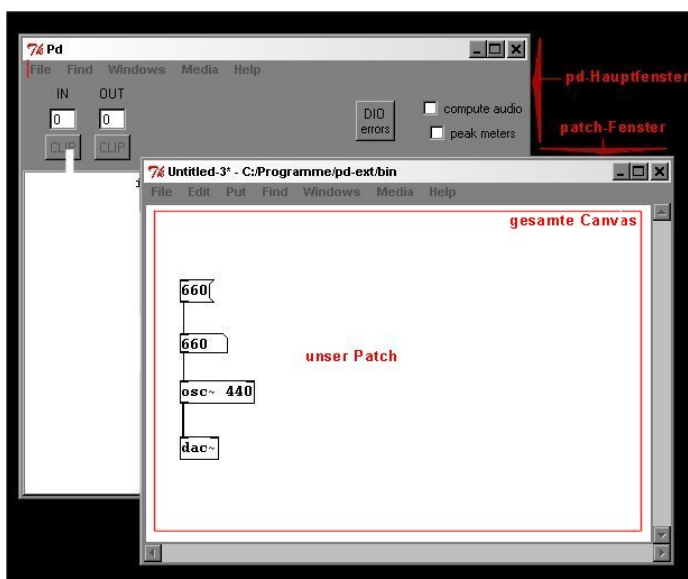 Pd
File Find Windows Media Help
pd-Hauptfenster
IN OUT
0 0
DIO errors
compute audio
peak meters
CLIP CLIP
patch-Fenster
Untitled-3* - C:/Programme/pd-ext/bin
File Edit Put Find Windows Media Help
gesamte Canvas
660
660
unser Patch
osc~ 440
dac~